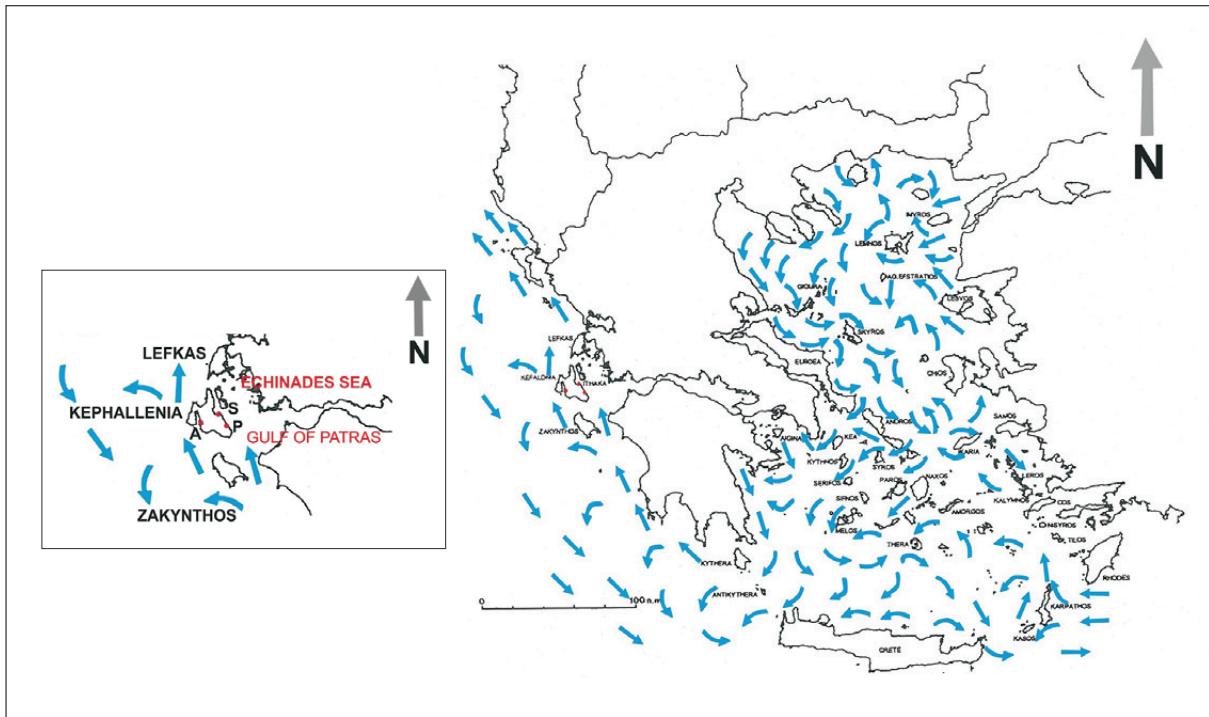 N
LEFKAS
ECHINADES SEA
KEPHALLENIA
S
A
P
GULF OF PATRAS
ZAKYNTHOS
N
IMVROS
LEMNOS
AG.EFSTRATIOS
GIOURA
LESVOS
SKYROS
LEFKAS
EUBOEA
ITHAKA
KEFALONIA
CHIOS
ZAKYNTHOS
ANDROS
SAMOS
AIGINA
KEA
IKARIA
KYTHNOS
SYROS
LEROS
SERIFOS
PAROS
NAXOS
KALYMNOS
SIFNOS
AMORGOS
COS
MELOS
NISYROS
THERA
TILOS
KYTHERA
RHODES
ANTIKYTHERA
0
100 n.m
KARPATHOS
KASOS
CRETE